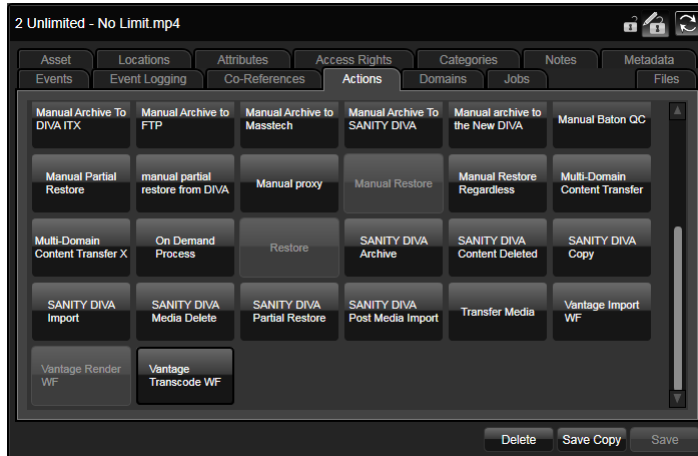 2 Unlimited - No Limit.mp4
Asset Locations Attributes Access Rights Categories Notes Metadata
Events Event Logging Co-References Actions Domains Jobs Files
Manual Archive To
DIVA ITX
Manual Archive to
FTP
Manual Archive to
Masstech
Manual Archive To
SANITY DIVA
Manual archive to
the New DIVA
Manual Baton QC
Manual Partial
Restore
manual partial
restore from DIVA
Manual proxy
Manual Restore
Manual Restore
Regardless
Multi-Domain
Content Transfer
Multi-Domain
Content Transfer X
On Demand
Process
Restore
SANITY DIVA
Archive
SANITY DIVA
Content Deleted
SANITY DIVA
Copy
SANITY DIVA
Import
SANITY DIVA
Media Delete
SANITY DIVA
Partial Restore
SANITY DIVA
Post Media Import
Transfer Media
Vantage Import
WF
Vantage Render
WF
Vantage
Transcode WF
Delete Save Copy Save